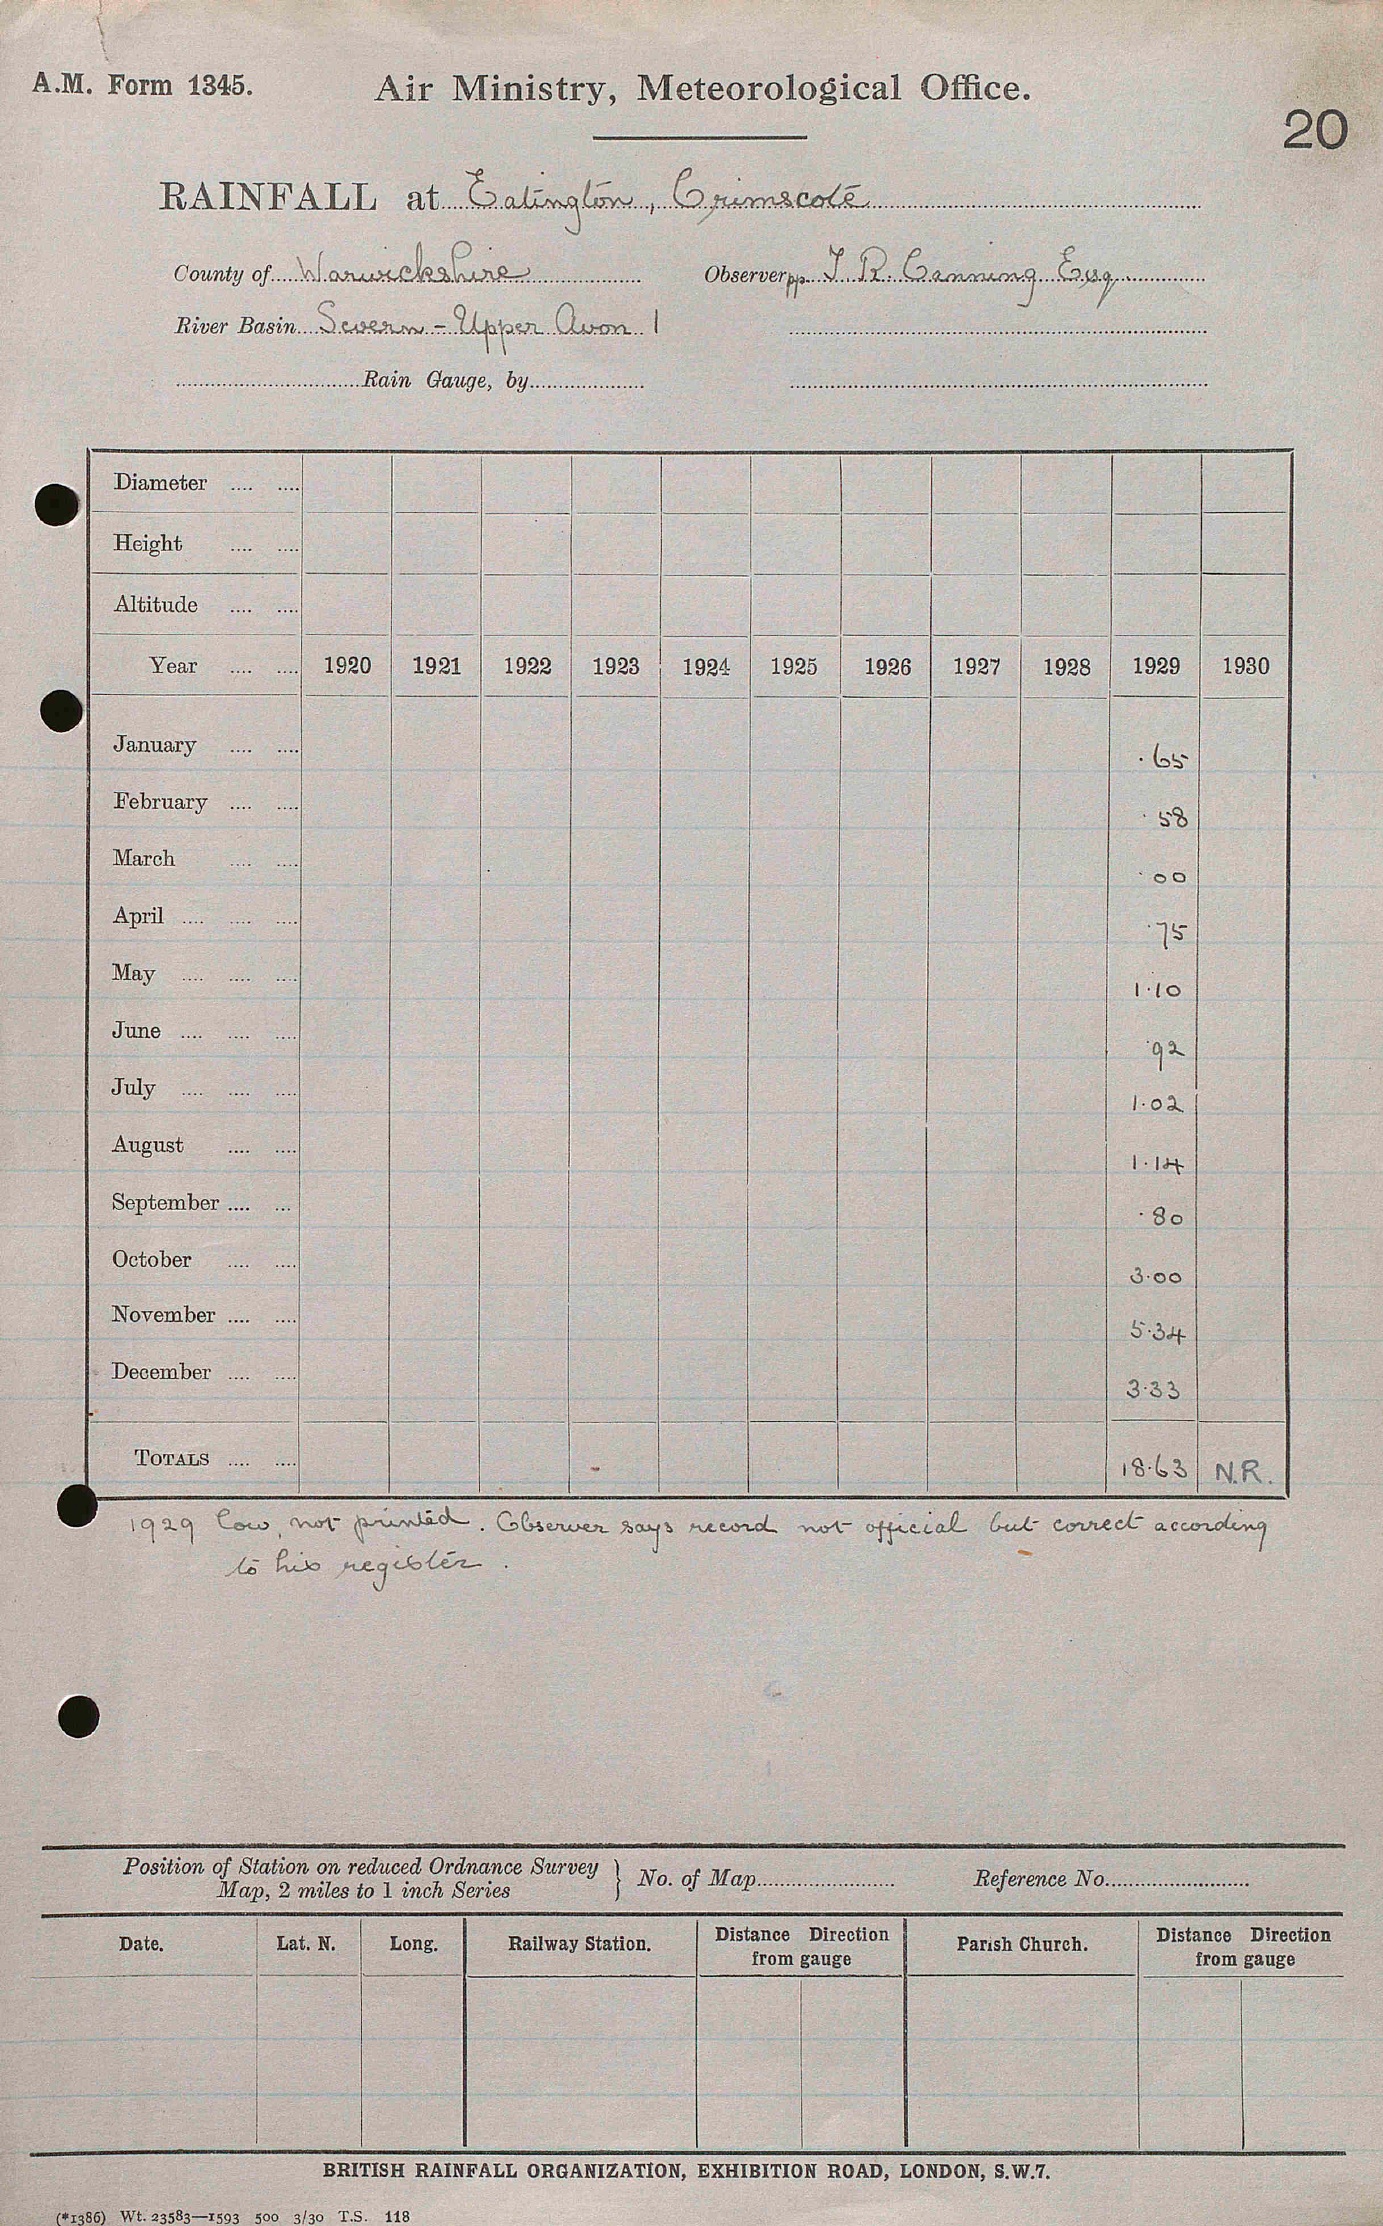 A.M. Form 1345. Air Ministry, Meteorological Office.
20
RAINFALL at Eatington, Crimscote
County of Warwickshire Observer pp. T. R. Canning Esq
River Basin Severn - Upper Avon 1
Rain Gauge, by
Diameter
Height
Altitude
Year 1920 1921 1922 1923 1924 1925 1926 1927 1928 1929 1930
January ·65
February ·58
March ·00
April ·75
May 1·10
June ·92
July 1·02
August 1·14
September ·80
October 3·00
November 5·34
December 3·33
TOTALS 18·63 N.R.
1929 low, not printed. Observer says record not official but correct according
to his register.
Position of Station on reduced Ordnance Survey
Map, 2 miles to 1 inch Series } No. of Map Reference No.
Date. Lat. N. Long. Railway Station. Distance Direction from gauge Parish Church. Distance Direction from gauge
BRITISH RAINFALL ORGANIZATION, EXHIBITION ROAD, LONDON, S.W.7.
(*1386) Wt. 23583—1593 500 3/30 T.S. 118